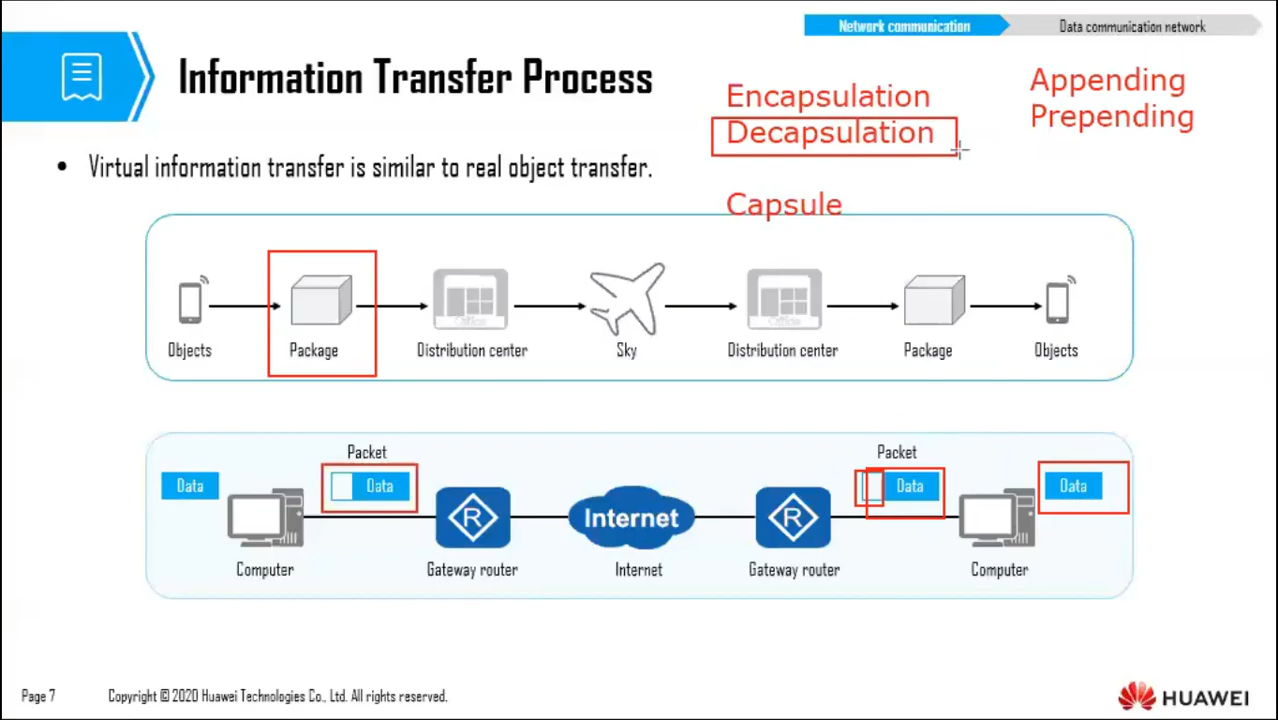 Network communication
Data communication network
Information Transfer Process
Encapsulation
Decapsulation
Appending
Prepending
• Virtual information transfer is similar to real object transfer.
Capsule
Office
Office
Objects
Package
Distribution center
Sky
Distribution center
Package
Objects
Packet
Packet
Data
Data
Data
Data
R
Internet
R
Computer
Gateway router
Internet
Gateway router
Computer
Page 7
Copyright © 2020 Huawei Technologies Co., Ltd. All rights reserved.
HUAWEI